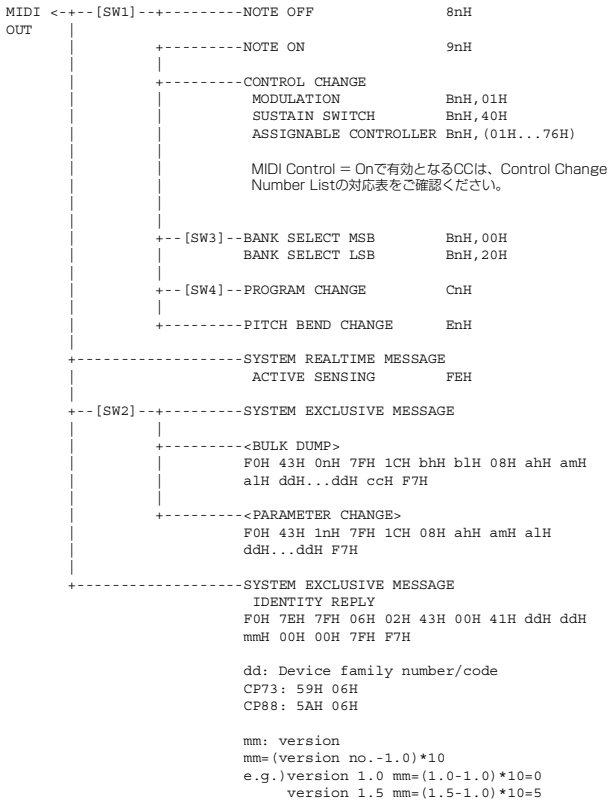 MIDI <-+--[SW1]--+---------NOTE OFF 8nH
OUT |
| +---------NOTE ON 9nH
| |
| +---------CONTROL CHANGE
| | MODULATION BnH,01H
| | SUSTAIN SWITCH BnH,40H
| | ASSIGNABLE CONTROLLER BnH,(01H...76H)
| |
| | MIDI Control = Onで有効となるCCは、Control Change
| | Number Listの対応表をご確認ください。
| |
| |
| +--[SW3]--BANK SELECT MSB BnH,00H
| | BANK SELECT LSB BnH,20H
| |
| +--[SW4]--PROGRAM CHANGE CnH
| |
| +---------PITCH BEND CHANGE EnH
|
+-------------------SYSTEM REALTIME MESSAGE
| ACTIVE SENSING FEH
|
+--[SW2]--+---------SYSTEM EXCLUSIVE MESSAGE
| |
| +---------<BULK DUMP>
| | F0H 43H 0nH 7FH 1CH bhH blH 08H ahH amH
| | alH ddH...ddH ccH F7H
| |
| +---------<PARAMETER CHANGE>
| F0H 43H 1nH 7FH 1CH 08H ahH amH alH
| ddH...ddH F7H
|
+-------------------SYSTEM EXCLUSIVE MESSAGE
IDENTITY REPLY
F0H 7EH 7FH 06H 02H 43H 00H 41H ddH ddH
mmH 00H 00H 7FH F7H
dd: Device family number/code
CP73: 59H 06H
CP88: 5AH 06H
mm: version
mm=(version no.-1.0)*10
e.g.)version 1.0 mm=(1.0-1.0)*10=0
version 1.5 mm=(1.5-1.0)*10=5